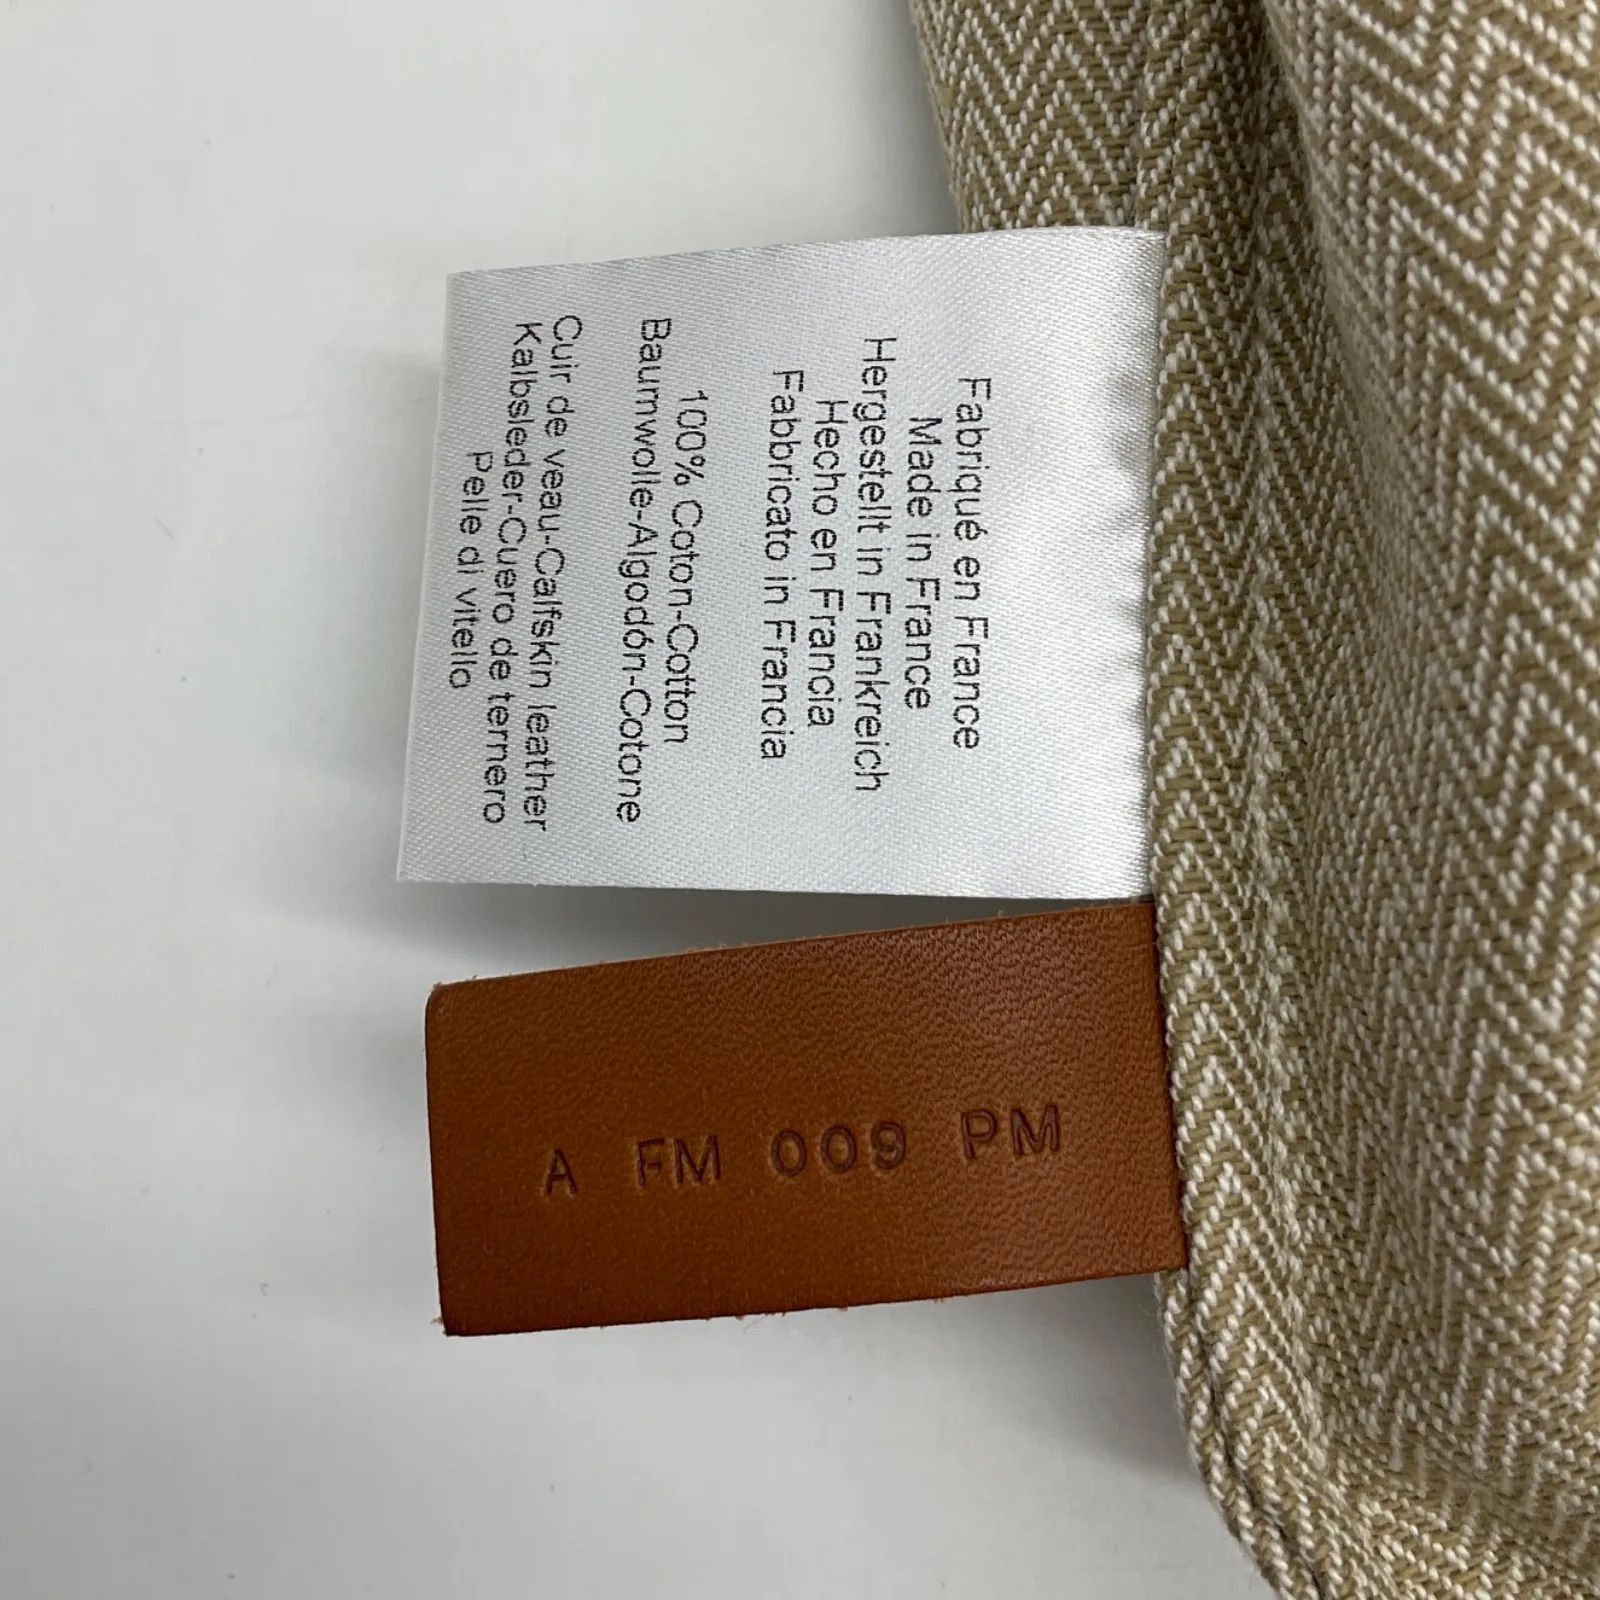 Fabriqué en France
Made in France
Hergestellt in Frankreich
Hecho en Francia
Fabbricato in Francia
100% Coton-Cotton
Baumwolle-Algodón-Cotone
Cuir de veau-Calfskin leather
Kalbsleder-Cuero de ternero
Pelle di vitello
A FM 009 PM